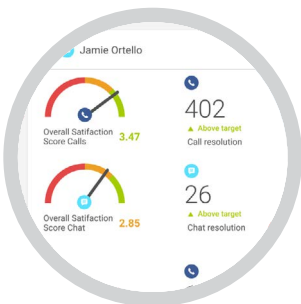 Jamie Ortello
Overall Satifaction
Score Calls
3.47
402
▲ Above target
Call resolution
Overall Satifaction
Score Chat
2.85
26
▲ Above target
Chat resolution